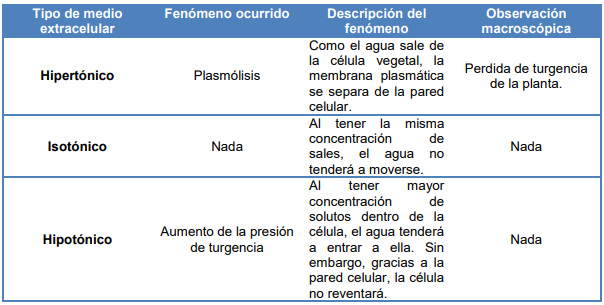 Tipo de medio extracelular
Fenómeno ocurrido
Descripción del fenómeno
Observación macroscópica
Hipertónico
Plasmólisis
Como el agua sale de
la célula vegetal, la
membrana plasmática
se separa de la pared
celular.
Perdida de turgencia
de la planta.
Isotónico
Nada
Al tener la misma
concentración de
sales, el agua no
tenderá a moverse.
Nada
Hipotónico
Aumento de la presión
de turgencia
Al tener mayor
concentración de
solutos dentro de la
célula, el agua tenderá
a entrar a ella. Sin
embargo, gracias a la
pared celular, la célula
no reventará.
Nada